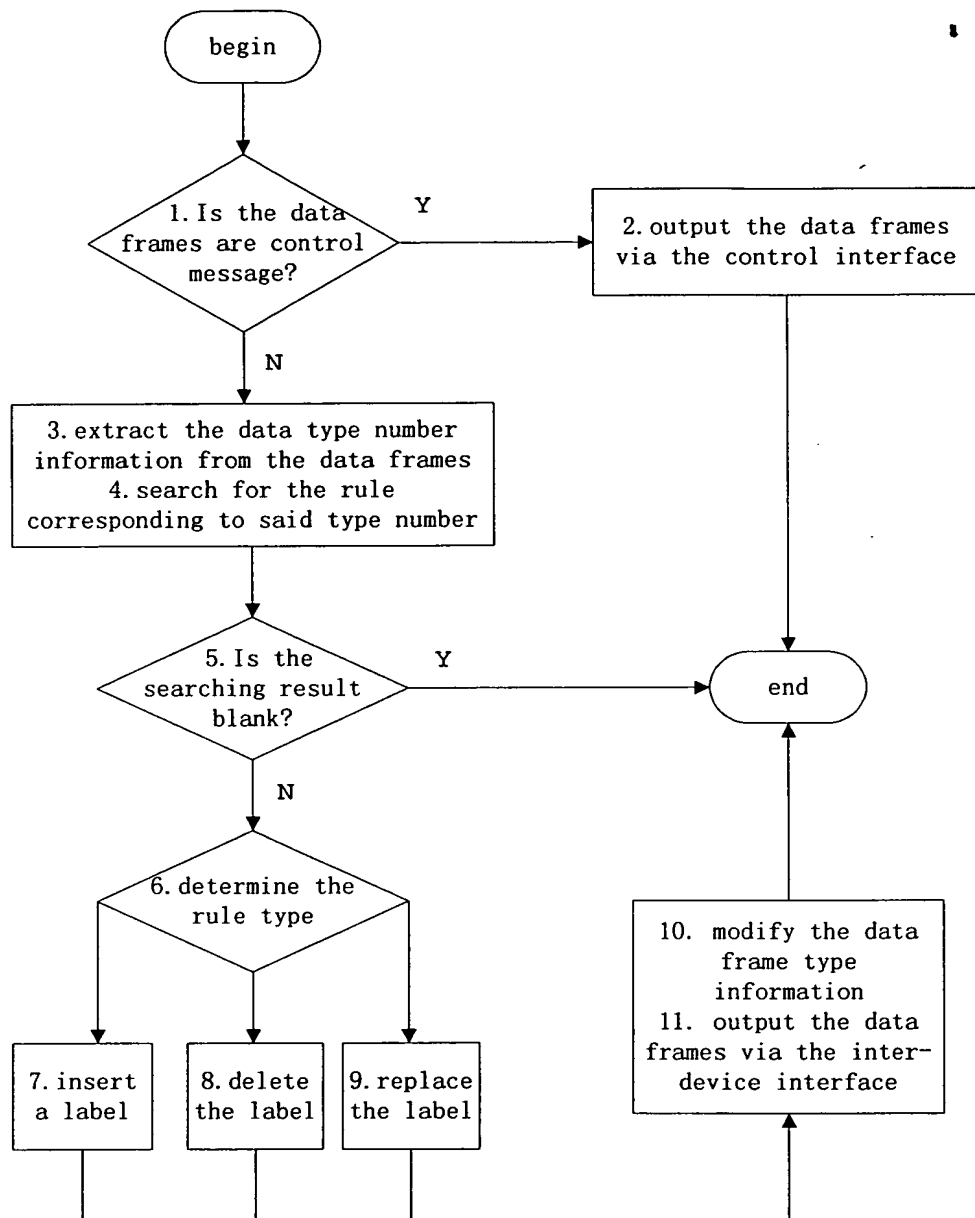 begin
1. Is the data
frames are control
message?
Y
2. output the data frames
via the control interface
N
3. extract the data type number
information from the data frames
4. search for the rule
corresponding to said type number
5. Is the
searching result
blank?
Y
end
N
6. determine the
rule type
10. modify the data
frame type
information
11. output the data
frames via the inter-
device interface
7. insert
a label
8. delete
the label
9. replace
the label